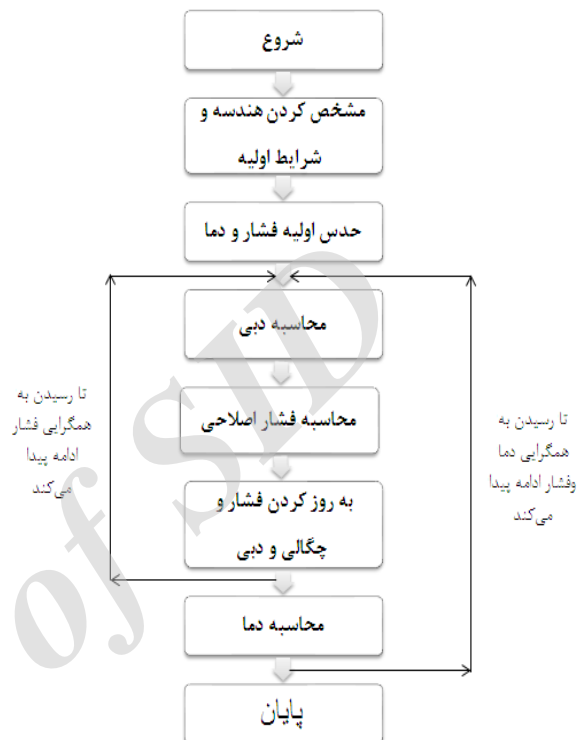 شروع
مشخص کردن هندسه و
شرایط اولیه
حدس اولیه فشار و دما
محاسبه دبی
محاسبه فشار اصلاحی
به روز کردن فشار و
چگالی و دبی
محاسبه دما
پایان
تا رسیدن به
همگرایی فشار
ادامه پیدا
می‌کند
تا رسیدن به
همگرایی دما
وفشار ادامه پیدا
می‌کند
of SID